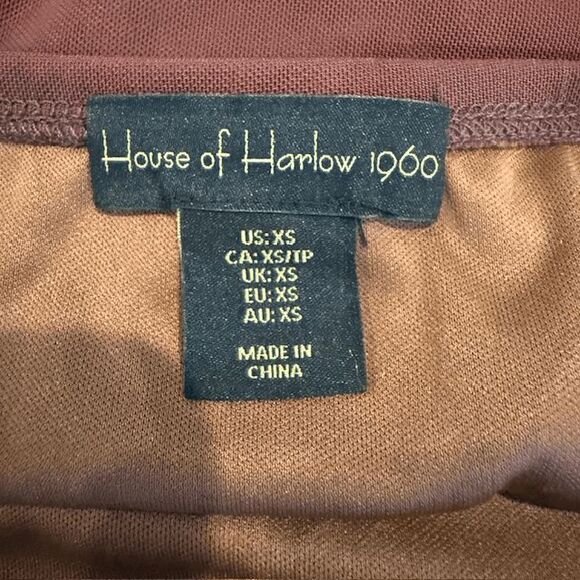 House of Harlow 1960
US: XS
CA: XS/TP
UK: XS
EU: XS
AU: XS
MADE IN
CHINA